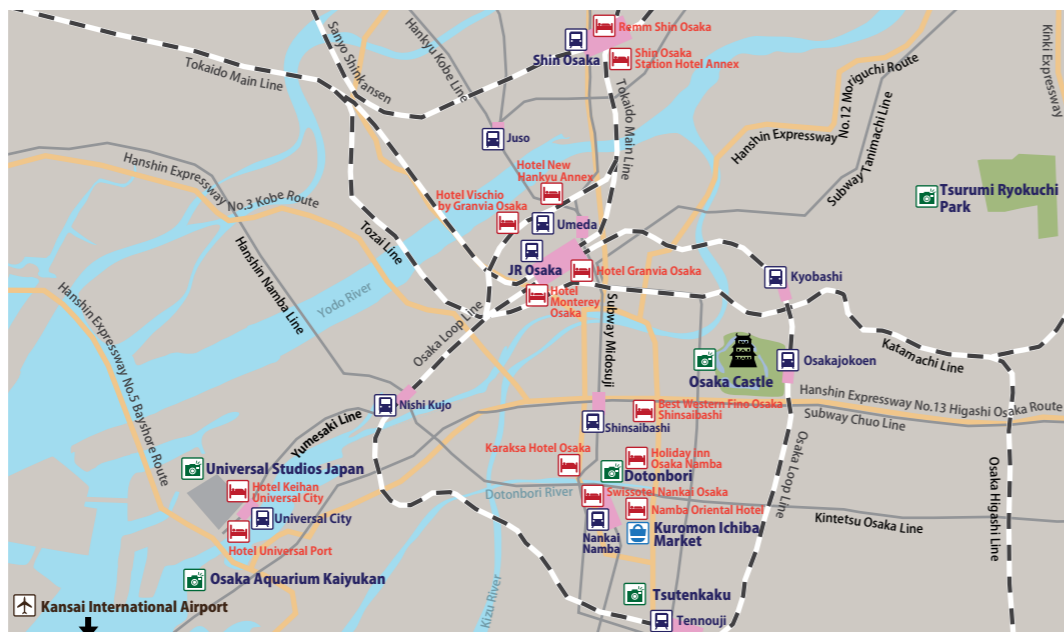 Remm Shin Osaka
Shin Osaka
Shin Osaka
Station Hotel Annex
Sanyo Shinkansen
Hankyu Kobe Line
Tokaido Main Line
Tokaido Main Line
Kinki Expressway
Hanshin Expressway No.12 Moriguchi Route
Subway Tanimachi Line
Juso
Hanshin Expressway No.3 Kobe Route
Hotel New
Hankyu Annex
Hotel Vischio
by Granvia Osaka
Umeda
Tsurumi Ryokuchi
Park
Tozai Line
JR Osaka
Hotel Granvia Osaka
Kyobashi
Hotel
Monterey
Osaka
Hanshin Namba Line
Yodo River
Osaka Loop Line
Subway Midosuji
Hanshin Expressway No.5 Bayshore Route
Katamachi Line
Osaka Castle
Osakajokoen
Nishi Kujo
Best Western Fino Osaka
Shinsaibashi
Hanshin Expressway No.13 Higashi Osaka Route
Subway Chuo Line
Shinsaibashi
Yumesaki Line
Karaksa Hotel Osaka
Holiday inn
Osaka Namba
Osaka Loop Line
Osaka Higashi Line
Universal Studios Japan
Dotonbori
Hotel Keihan
Universal City
Dotonbori River
Swissotel Nankai Osaka
Universal City
Namba Oriental Hotel
Kintetsu Osaka Line
Hotel Universal Port
Nankai
Namba
Kuromon Ichiba
Market
Osaka Aquarium Kaiyukan
Kizu River
Tsutenkaku
Kansai International Airport
Tennouji